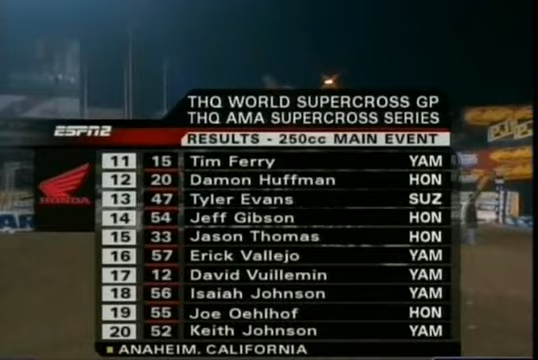 THQ WORLD SUPERCROSS GP
THQ AMA SUPERCROSS SERIES
ESPN2
RESULTS - 250cc MAIN EVENT
HONDA
11 15 Tim Ferry YAM
12 20 Damon Huffman HON
13 47 Tyler Evans SUZ
14 54 Jeff Gibson HON
15 33 Jason Thomas HON
16 57 Erick Vallejo YAM
17 12 David Vuillemin YAM
18 56 Isaiah Johnson YAM
19 55 Joe Oehlhof HON
20 52 Keith Johnson YAM
ANAHEIM, CALIFORNIA